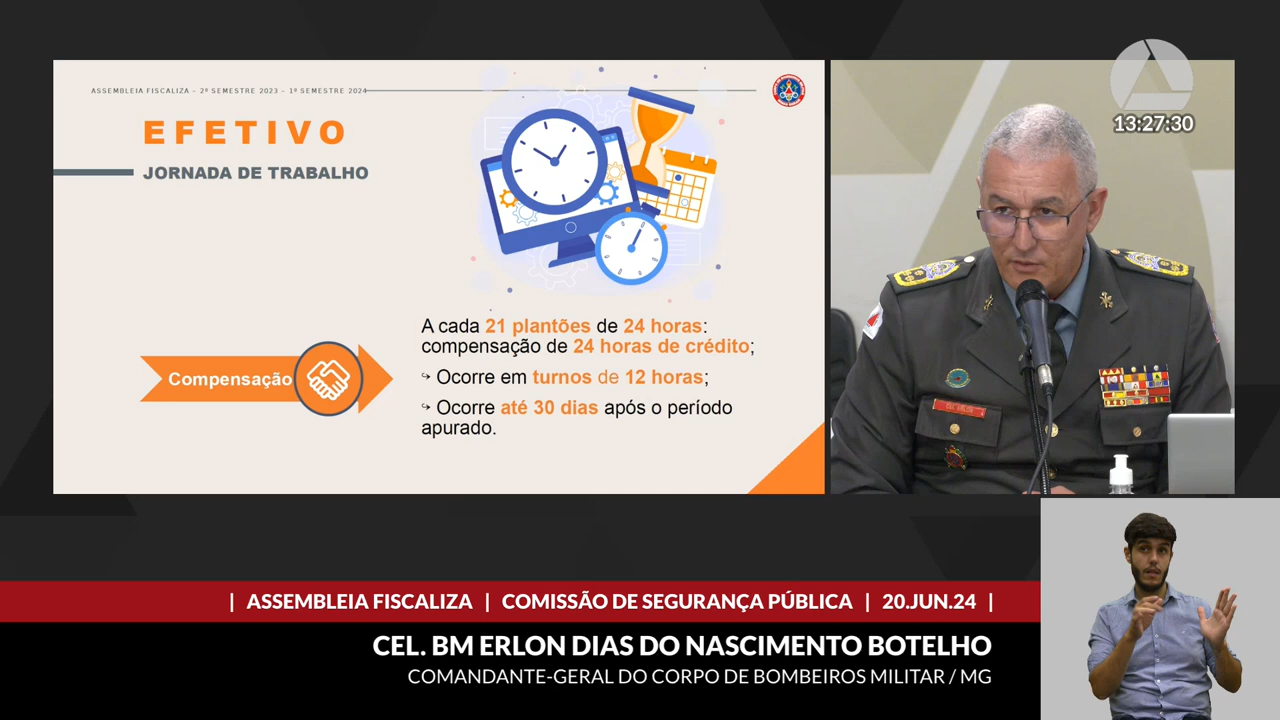 ASSEMBLEIA FISCALIZA – 2º SEMESTRE 2023 – 1º SEMESTRE 2024
EFETIVO
JORNADA DE TRABALHO
Compensação
A cada 21 plantões de 24 horas:
compensação de 24 horas de crédito;
↪ Ocorre em turnos de 12 horas;
↪ Ocorre até 30 dias após o período
apurado.
13:27:30
| ASSEMBLEIA FISCALIZA | COMISSÃO DE SEGURANÇA PÚBLICA | 20.JUN.24 |
CEL. BM ERLON DIAS DO NASCIMENTO BOTELHO
COMANDANTE-GERAL DO CORPO DE BOMBEIROS MILITAR / MG